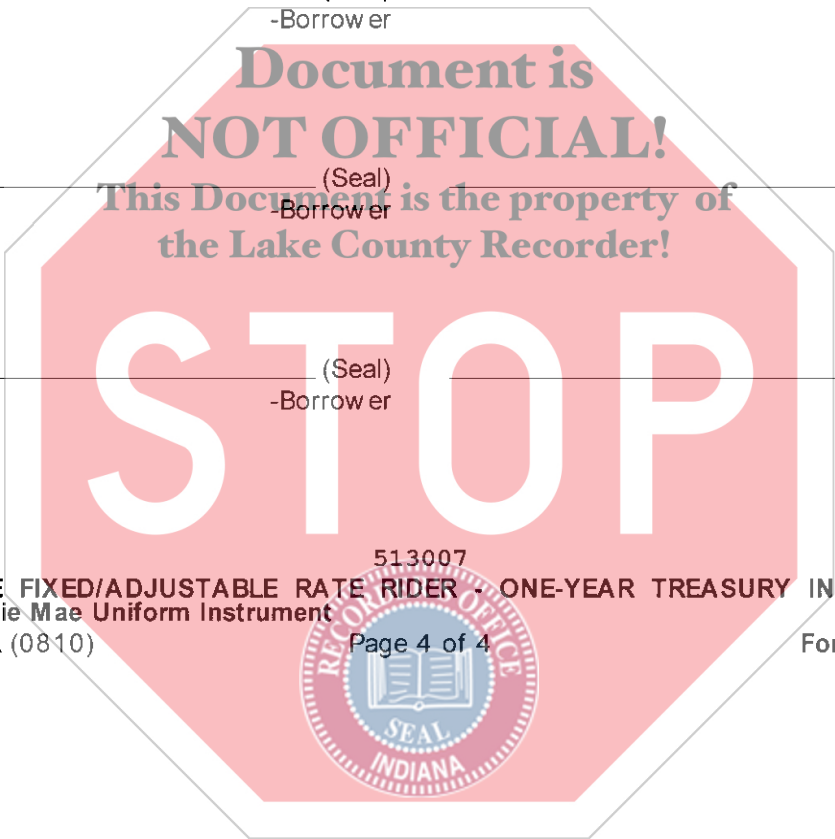 -Borrower
Document is
NOT OFFICIAL!
(Seal)
This Document is the property of
-Borrower
the Lake County Recorder!
STOP
(Seal)
-Borrower
513007
FIXED/ADJUSTABLE RATE RIDER - ONE-YEAR TREASURY IN
ie Mae Uniform Instrument
(0810)
Page 4 of 4
For
RECORDER'S OFFICE
SEAL
INDIANA